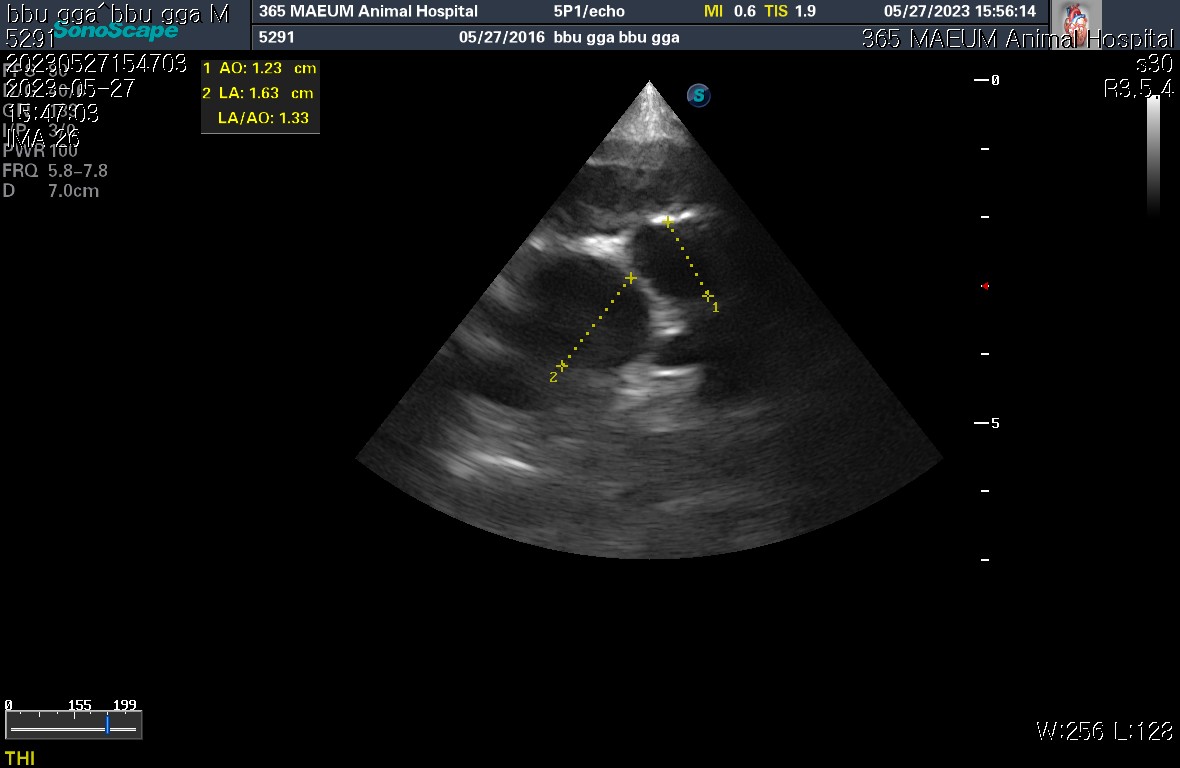 bbu gga^bbu gga M
5291
SonoScape
20230527154703
2023-05-27
15:47:03
IMA 26
PWR 100
FRQ 5.8-7.8
D 7.0cm
365 MAEUM Animal Hospital 5P1/echo MI 0.6 TIS 1.9 05/27/2023 15:56:14
5291 05/27/2016 bbu gga bbu gga
365 MAEUM Animal Hospital
s30
R3.5.4
1 AO: 1.23 cm
2 LA: 1.63 cm
LA/AO: 1.33
S
0
1
2
5
0 155 199
THI
W:256 L:128